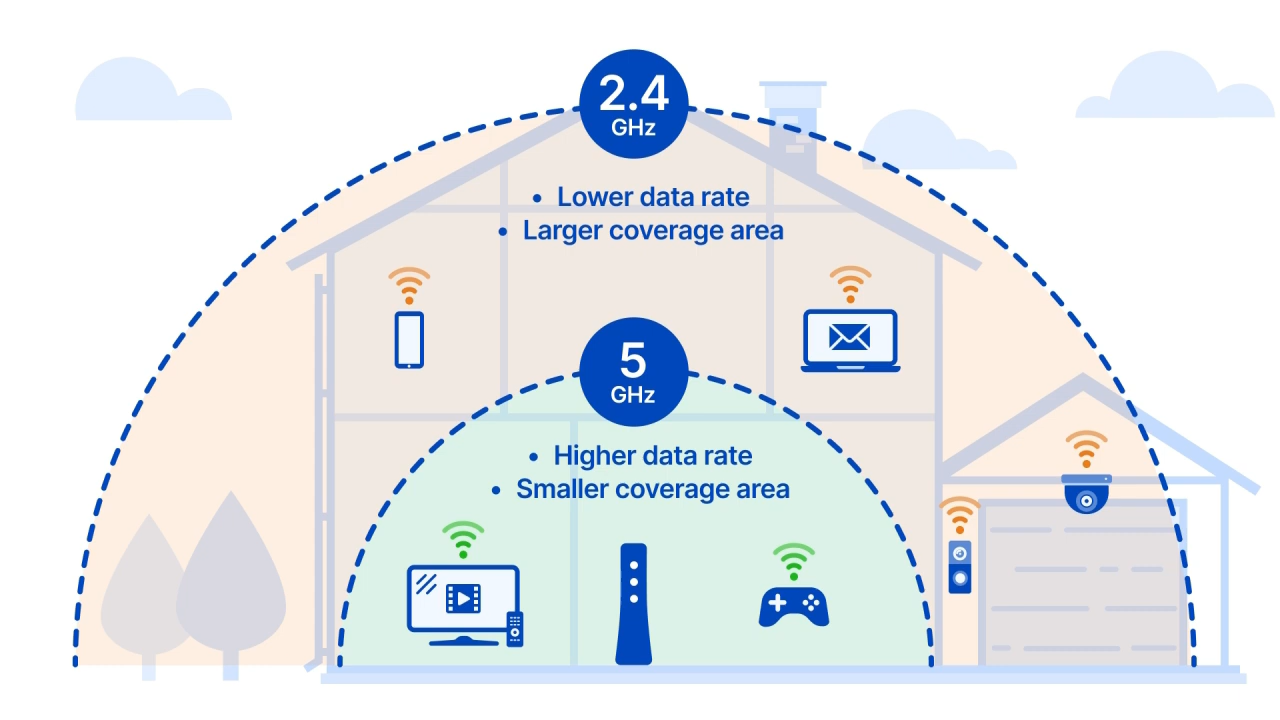 2.4
GHz
• Lower data rate
• Larger coverage area
5
GHz
• Higher data rate
• Smaller coverage area